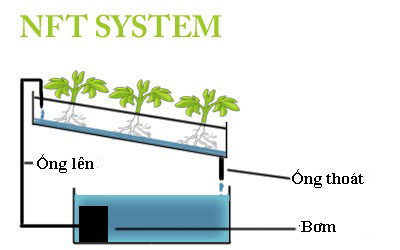 NFT SYSTEM
Ống lên
Ống thoát
Bơm